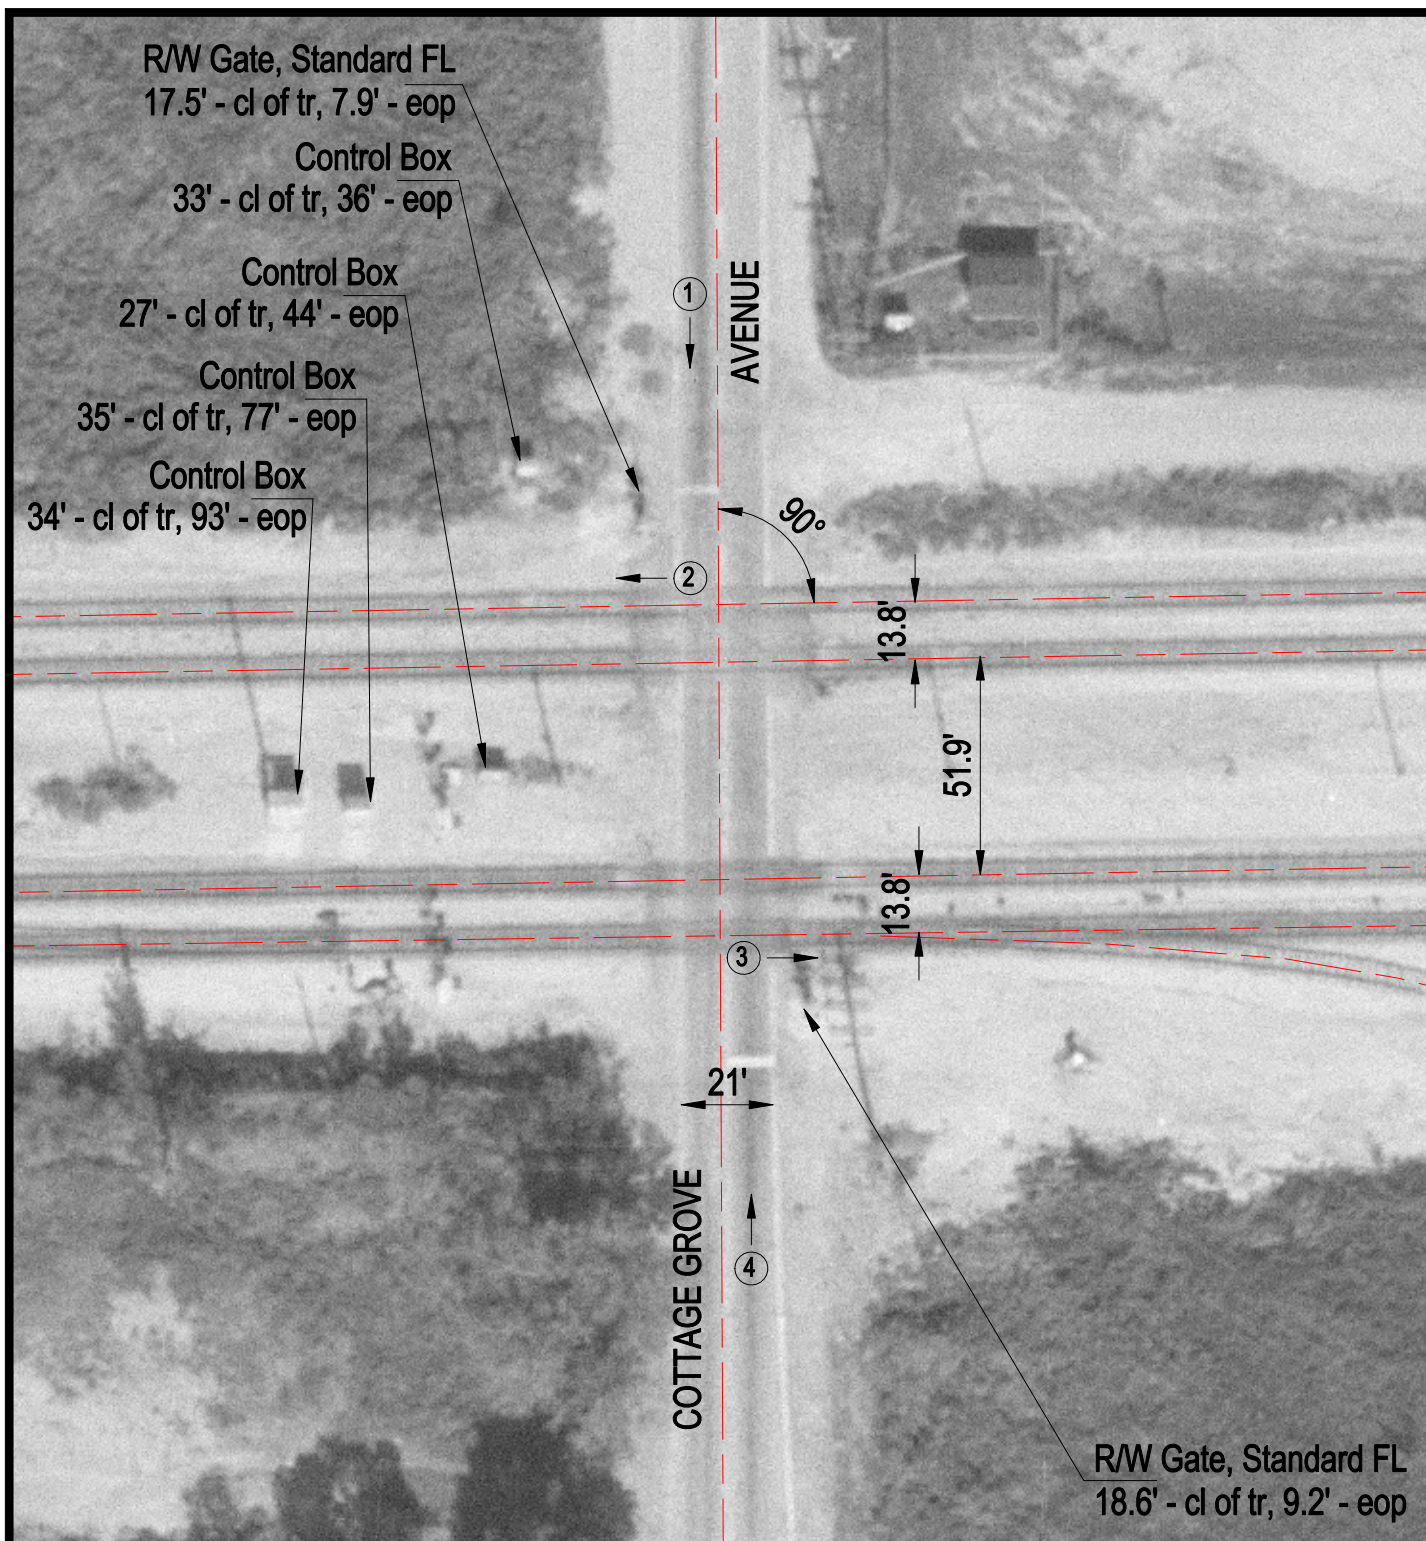 R/W Gate, Standard FL
17.5' - cl of tr, 7.9' - eop
Control Box
33' - cl of tr, 36' - eop
Control Box
27' - cl of tr, 44' - eop
Control Box
35' - cl of tr, 77' - eop
Control Box
34' - cl of tr, 93' - eop
1
AVENUE
90°
2
13.8'
51.9'
13.8'
3
21'
COTTAGE GROVE
4
R/W Gate, Standard FL
18.6' - cl of tr, 9.2' - eop